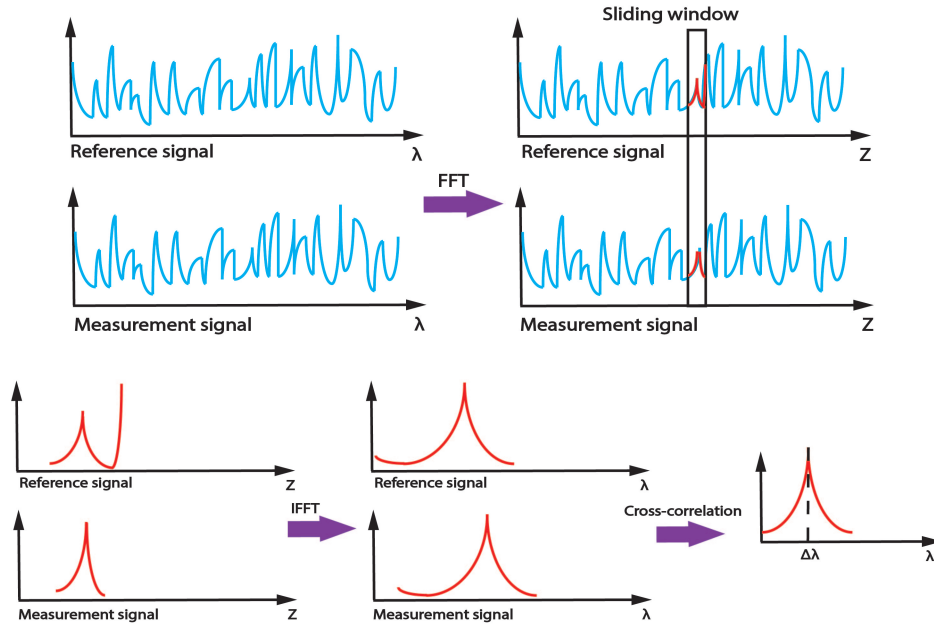 Sliding window
Reference signal
λ
Reference signal
Z
FFT
Measurement signal
λ
Measurement signal
Z
Reference signal
Z
Reference signal
λ
IFFT
Cross-correlation
Δλ
λ
Measurement signal
Z
Measurement signal
λ